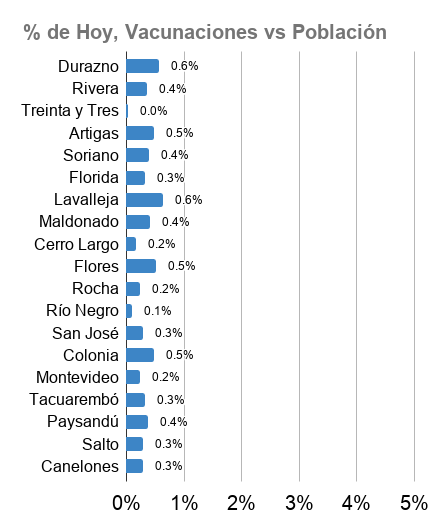 % de Hoy, Vacunaciones vs Población
Durazno 0.6%
Rivera 0.4%
Treinta y Tres 0.0%
Artigas 0.5%
Soriano 0.4%
Florida 0.3%
Lavalleja 0.6%
Maldonado 0.4%
Cerro Largo 0.2%
Flores 0.5%
Rocha 0.2%
Río Negro 0.1%
San José 0.3%
Colonia 0.5%
Montevideo 0.2%
Tacuarembó 0.3%
Paysandú 0.4%
Salto 0.3%
Canelones 0.3%
0% 1% 2% 3% 4% 5%